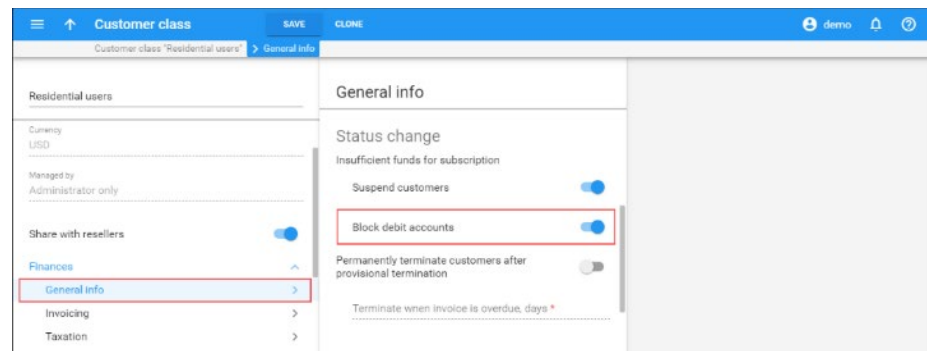 Customer class
SAVE
CLONE
demo
Customer class "Residential users"
General info
Residential users
Currency
USD
Managed by
Administrator only
Share with resellers
Finances
General info
Invoicing
Taxation
General info
Status change
Insufficient funds for subscription
Suspend customers
Block debit accounts
Permanently terminate customers after
provisional termination
Terminate when invoice is overdue, days *